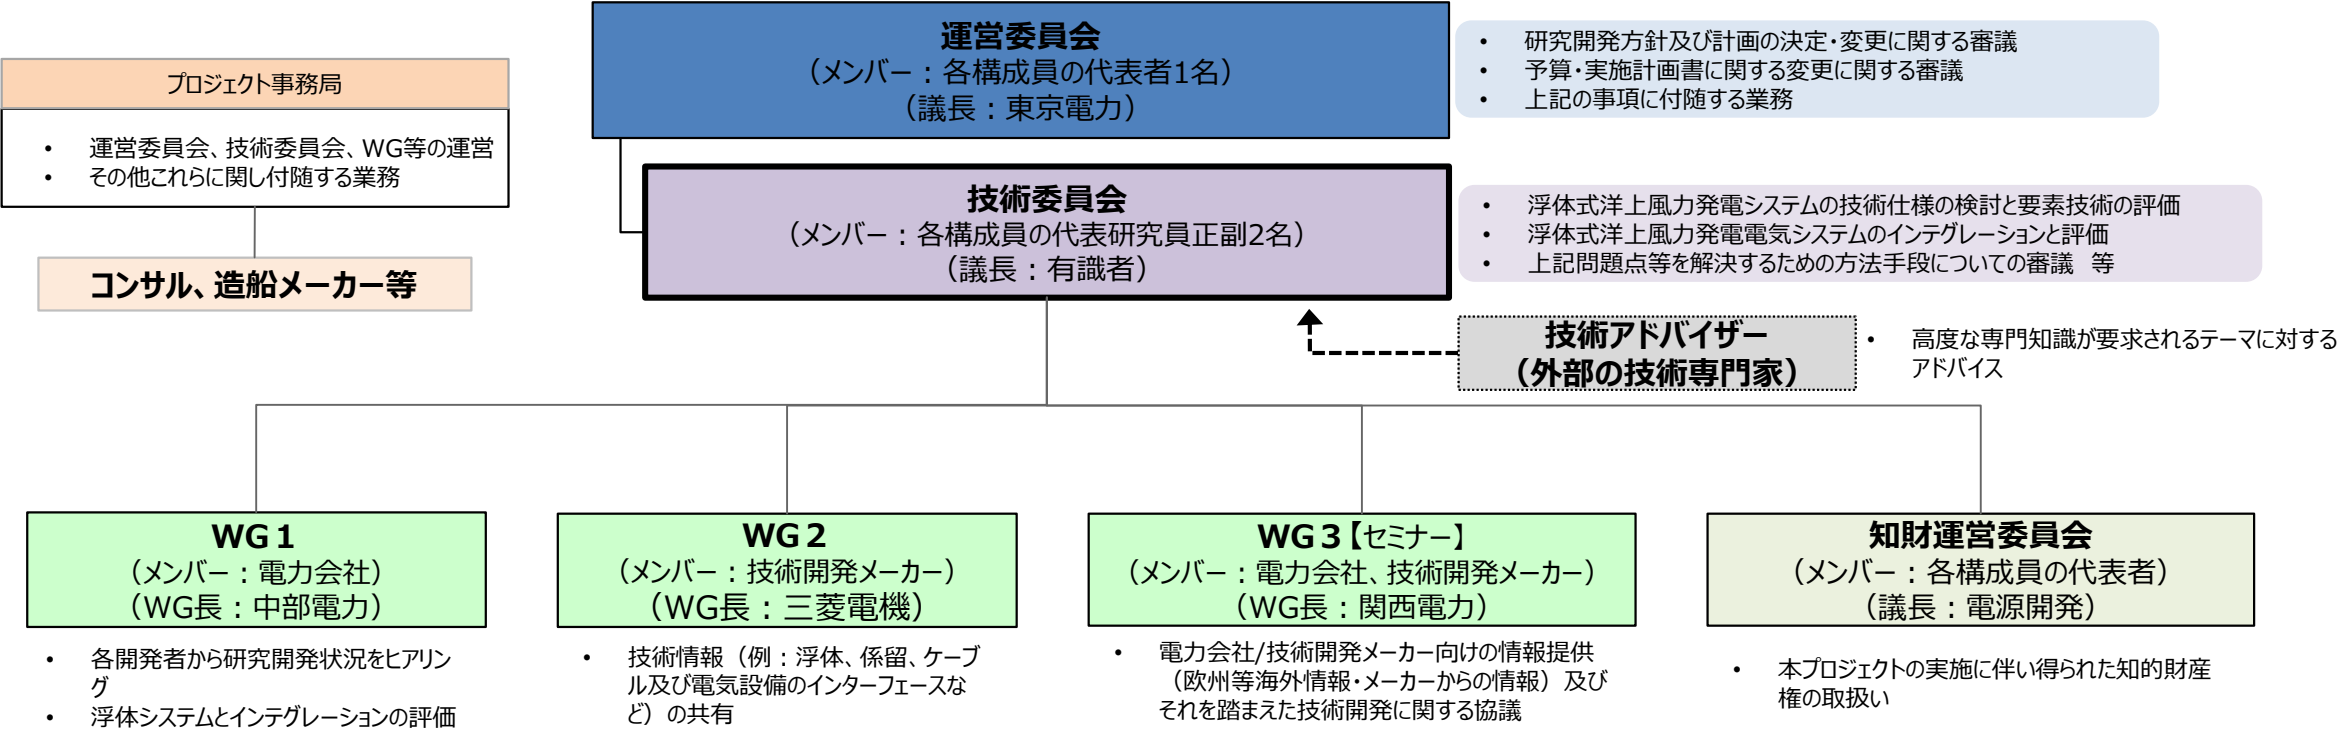 運営委員会
（メンバー：各構成員の代表者1名）
（議長：東京電力）
• 研究開発方針及び計画の決定・変更に関する審議
• 予算・実施計画書に関する変更に関する審議
• 上記の事項に付随する業務
プロジェクト事務局
• 運営委員会、技術委員会、WG等の運営
• その他これらに関し付随する業務
コンサル、造船メーカー等
技術委員会
（メンバー：各構成員の代表研究員正副2名）
（議長：有識者）
• 浮体式洋上風力発電システムの技術仕様の検討と要素技術の評価
• 浮体式洋上風力発電電気システムのインテグレーションと評価
• 上記問題点等を解決するための方法手段についての審議　等
技術アドバイザー
（外部の技術専門家）
• 高度な専門知識が要求されるテーマに対する
アドバイス
WG１
（メンバー：電力会社）
（WG長：中部電力）
• 各開発者から研究開発状況をヒアリン
グ
• 浮体システムとインテグレーションの評価
WG２
（メンバー：技術開発メーカー）
（WG長：三菱電機）
• 技術情報（例：浮体、係留、ケーブ
ル及び電気設備のインターフェースな
ど）の共有
WG３【セミナー】
（メンバー：電力会社、技術開発メーカー）
（WG長：関西電力）
• 電力会社/技術開発メーカー向けの情報提供
（欧州等海外情報・メーカーからの情報）及び
それを踏まえた技術開発に関する協議
知財運営委員会
（メンバー：各構成員の代表者）
（議長：電源開発）
• 本プロジェクトの実施に伴い得られた知的財産
権の取扱い